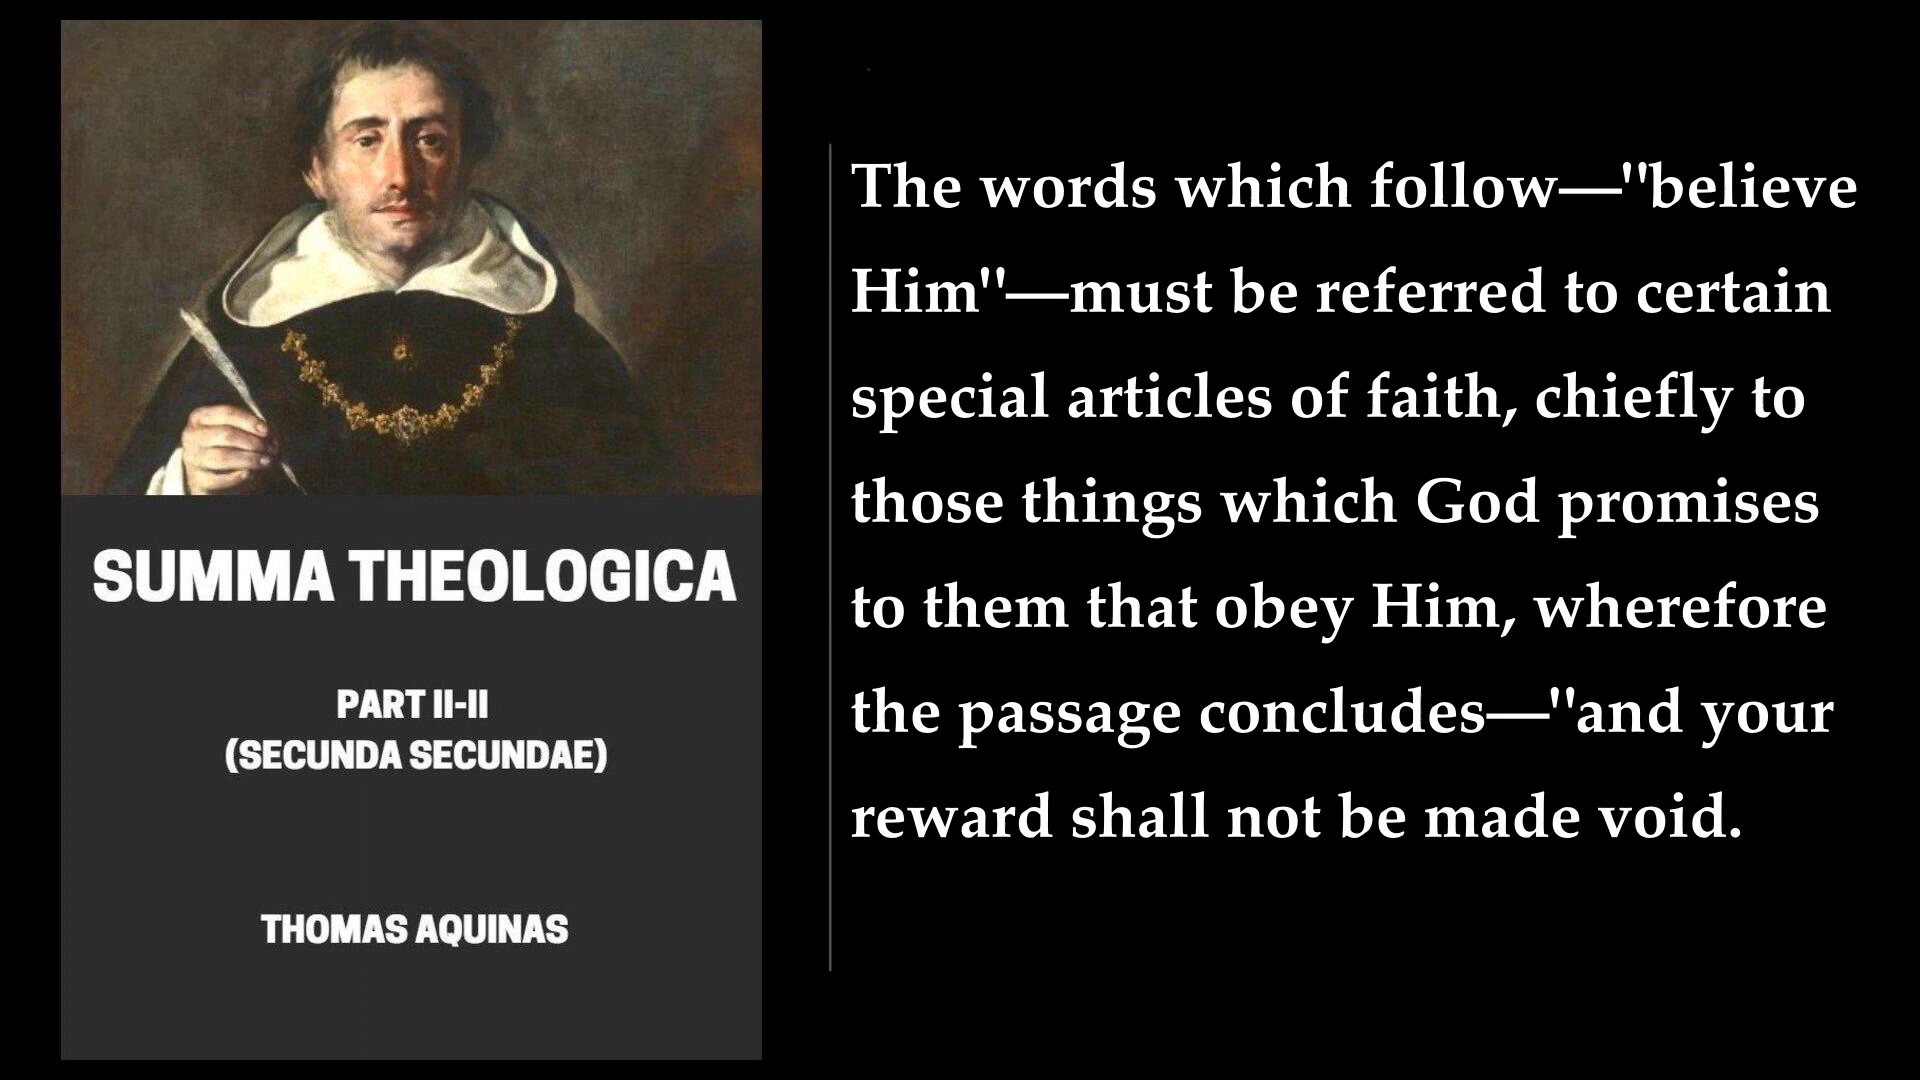 SUMMA THEOLOGICA
PART II-II
(SECUNDA SECUNDAE)
THOMAS AQUINAS
The words which follow—"believe
Him"—must be referred to certain
special articles of faith, chiefly to
those things which God promises
to them that obey Him, wherefore
the passage concludes—"and your
reward shall not be made void.